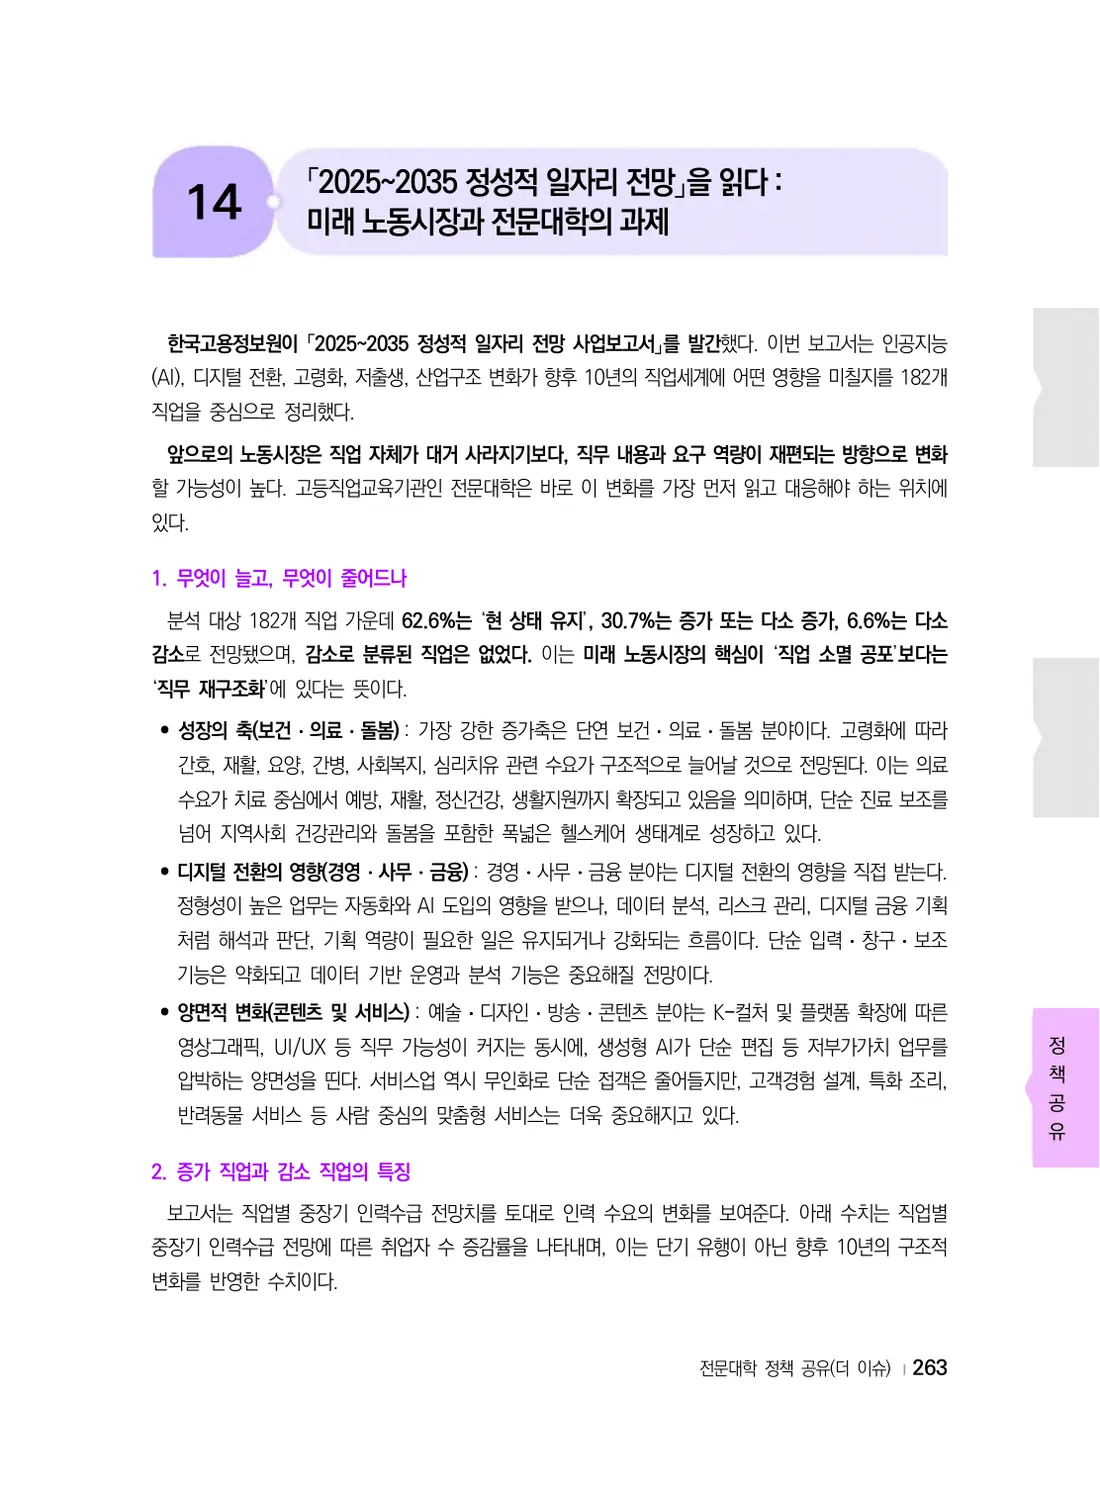 14
「2025~2035 정성적 일자리 전망」을 읽다 :
미래 노동시장과 전문대학의 과제
한국고용정보원이 「2025~2035 정성적 일자리 전망 사업보고서」를 발간했다. 이번 보고서는 인공지능
(AI), 디지털 전환, 고령화, 저출생, 산업구조 변화가 향후 10년의 직업세계에 어떤 영향을 미칠지를 182개
직업을 중심으로 정리했다.
앞으로의 노동시장은 직업 자체가 대거 사라지기보다, 직무 내용과 요구 역량이 재편되는 방향으로 변화
할 가능성이 높다. 고등직업교육기관인 전문대학은 바로 이 변화를 가장 먼저 읽고 대응해야 하는 위치에
있다.
1. 무엇이 늘고, 무엇이 줄어드나
분석 대상 182개 직업 가운데 62.6%는 ‘현 상태 유지’, 30.7%는 증가 또는 다소 증가, 6.6%는 다소
감소로 전망됐으며, 감소로 분류된 직업은 없었다. 이는 미래 노동시장의 핵심이 ‘직업 소멸 공포’보다는
‘직무 재구조화’에 있다는 뜻이다.
• 성장의 축(보건·의료·돌봄) : 가장 강한 증가축은 단연 보건·의료·돌봄 분야이다. 고령화에 따라
간호, 재활, 요양, 간병, 사회복지, 심리치유 관련 수요가 구조적으로 늘어날 것으로 전망된다. 이는 의료
수요가 치료 중심에서 예방, 재활, 정신건강, 생활지원까지 확장되고 있음을 의미하며, 단순 진료 보조를
넘어 지역사회 건강관리와 돌봄을 포함한 폭넓은 헬스케어 생태계로 성장하고 있다.
• 디지털 전환의 영향(경영·사무·금융) : 경영·사무·금융 분야는 디지털 전환의 영향을 직접 받는다.
정형성이 높은 업무는 자동화와 AI 도입의 영향을 받으나, 데이터 분석, 리스크 관리, 디지털 금융 기획
처럼 해석과 판단, 기획 역량이 필요한 일은 유지되거나 강화되는 흐름이다. 단순 입력·창구·보조
기능은 약화되고 데이터 기반 운영과 분석 기능은 중요해질 전망이다.
• 양면적 변화(콘텐츠 및 서비스) : 예술·디자인·방송·콘텐츠 분야는 K-컬처 및 플랫폼 확장에 따른
영상그래픽, UI/UX 등 직무 가능성이 커지는 동시에, 생성형 AI가 단순 편집 등 저부가가치 업무를
압박하는 양면성을 띤다. 서비스업 역시 무인화로 단순 접객은 줄어들지만, 고객경험 설계, 특화 조리,
반려동물 서비스 등 사람 중심의 맞춤형 서비스는 더욱 중요해지고 있다.
2. 증가 직업과 감소 직업의 특징
보고서는 직업별 중장기 인력수급 전망치를 토대로 인력 수요의 변화를 보여준다. 아래 수치는 직업별
중장기 인력수급 전망에 따른 취업자 수 증감률을 나타내며, 이는 단기 유행이 아닌 향후 10년의 구조적
변화를 반영한 수치이다.
정
책
공
유
전문대학 정책 공유(더 이슈) | 263